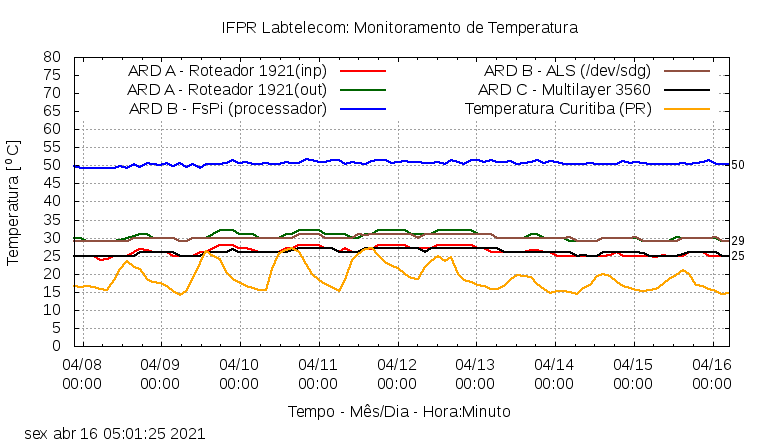 IFPR Labtelecom: Monitoramento de Temperatura
Temperatura [°C]
80
75
70
65
60
55
50
45
40
35
30
25
20
15
10
5
0
ARD A - Roteador 1921(inp)
ARD A - Roteador 1921(out)
ARD B - FsPi (processador)
ARD B - ALS (/dev/sdg)
ARD C - Multilayer 3560
Temperatura Curitiba (PR)
50
29
25
04/08 04/09 04/10 04/11 04/12 04/13 04/14 04/15 04/16
00:00 00:00 00:00 00:00 00:00 00:00 00:00 00:00 00:00
Tempo - Mês/Dia - Hora:Minuto
sex abr 16 05:01:25 2021